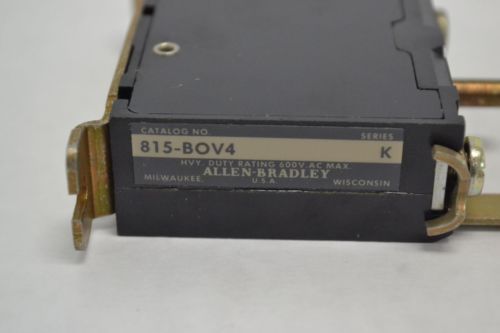 CATALOG NO. SERIES
815-BOV4 K
HVY. DUTY RATING 600V. AC MAX.
ALLEN-BRADLEY
MILWAUKEE, U.S.A. WISCONSIN